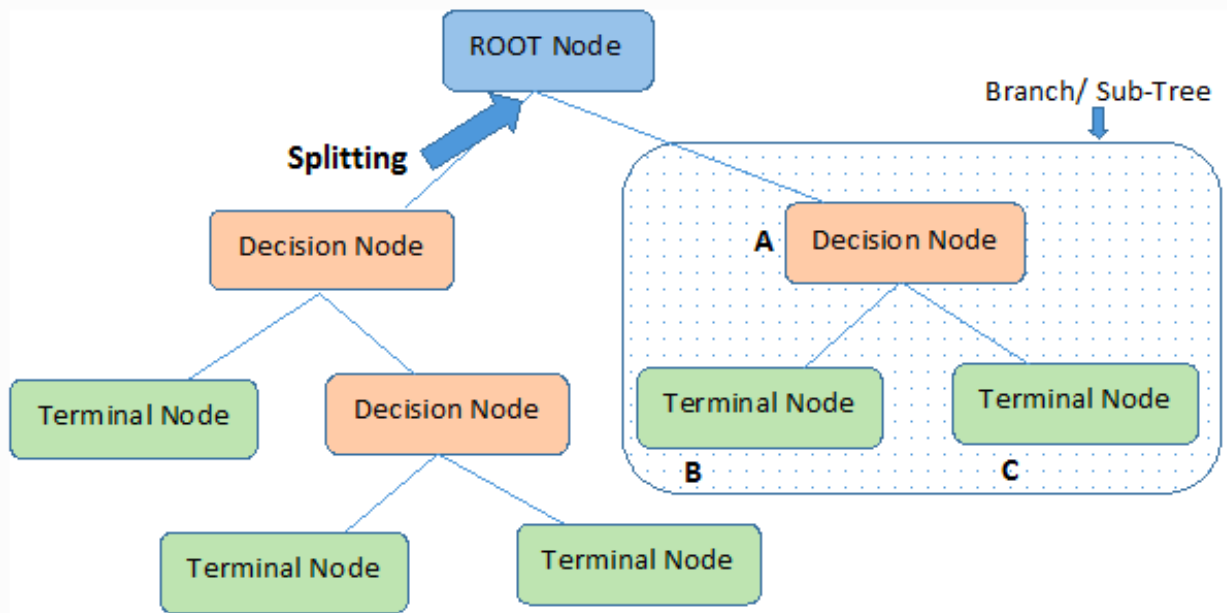 ROOT Node
Branch/ Sub-Tree
Splitting
Decision Node
A
Decision Node
Terminal Node
Decision Node
Terminal Node
Terminal Node
B
C
Terminal Node
Terminal Node